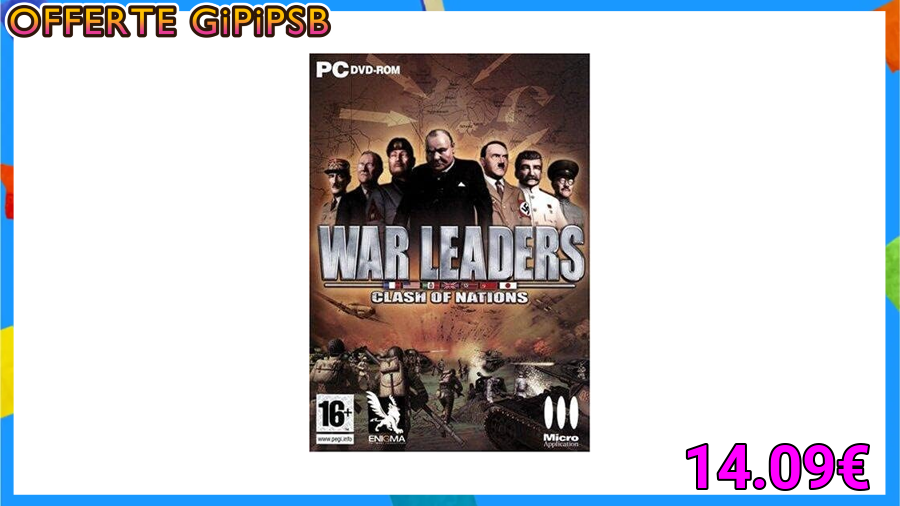 OFFERTE GiPiPSB
PC DVD-ROM
WAR LEADERS
CLASH OF NATIONS
16+
www.pegi.info
ENIGMA
Micro
Application
14.09€